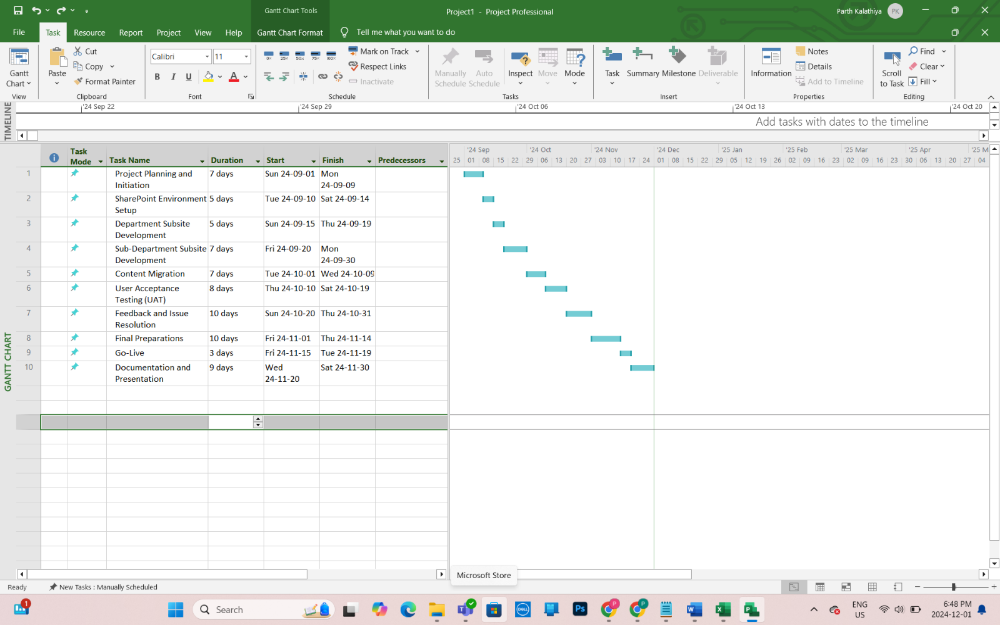 Gantt Chart Tools
Project1 - Project Professional
Parth Kalathiya PK
File Task Resource Report Project View Help Gantt Chart Format Tell me what you want to do
Gantt Chart
View
Paste
Cut
Copy
Format Painter
Clipboard
Calibri 11
B I U A
Font
0% 25% 50% 75% 100%
Mark on Track
Respect Links
Inactivate
Schedule
Manually Schedule
Auto Schedule
Inspect
Move
Mode
Tasks
Task
Summary
Milestone
Deliverable
Insert
Information
Notes
Details
Add to Timeline
Properties
Scroll to Task
Find
Clear
Fill
Editing
TIMELINE
'24 Sep 22 '24 Sep 29 '24 Oct 06 '24 Oct 13 '24 Oct 20
Add tasks with dates to the timeline
GANTT CHART
Task Mode Task Name Duration Start Finish Predecessors
'24 Sep '24 Oct '24 Nov '24 Dec '25 Jan '25 Feb '25 Mar '25 Apr '25 M
25 01 08 15 22 29 06 13 20 27 03 10 17 24 01 08 15 22 29 05 12 19 26 02 09 16 23 02 09 16 23 30 06 13 20 27 04
1 Project Planning and Initiation 7 days Sun 24-09-01 Mon 24-09-09
2 SharePoint Environment Setup 5 days Tue 24-09-10 Sat 24-09-14
3 Department Subsite Development 5 days Sun 24-09-15 Thu 24-09-19
4 Sub-Department Subsite Development 7 days Fri 24-09-20 Mon 24-09-30
5 Content Migration 7 days Tue 24-10-01 Wed 24-10-09
6 User Acceptance Testing (UAT) 8 days Thu 24-10-10 Sat 24-10-19
7 Feedback and Issue Resolution 10 days Sun 24-10-20 Thu 24-10-31
8 Final Preparations 10 days Fri 24-11-01 Thu 24-11-14
9 Go-Live 3 days Fri 24-11-15 Tue 24-11-19
10 Documentation and Presentation 9 days Wed 24-11-20 Sat 24-11-30
Microsoft Store
Ready New Tasks : Manually Scheduled
1
Search
DELL
Ps
P
P
ENG
US
6:48 PM
2024-12-01